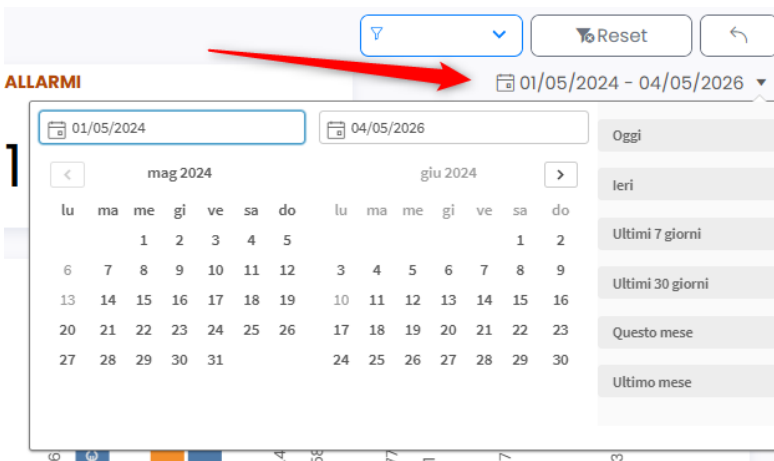 Reset
ALLARMI
01/05/2024 - 04/05/2026
1
01/05/2024
04/05/2026
Oggi
mag 2024
giu 2024
Ieri
lu ma me gi ve sa do
lu ma me gi ve sa do
1 2 3 4 5
1 2
Ultimi 7 giorni
6 7 8 9 10 11 12
3 4 5 6 7 8 9
Ultimi 30 giorni
13 14 15 16 17 18 19
10 11 12 13 14 15 16
20 21 22 23 24 25 26
17 18 19 20 21 22 23
Questo mese
27 28 29 30 31
24 25 26 27 28 29 30
Ultimo mese